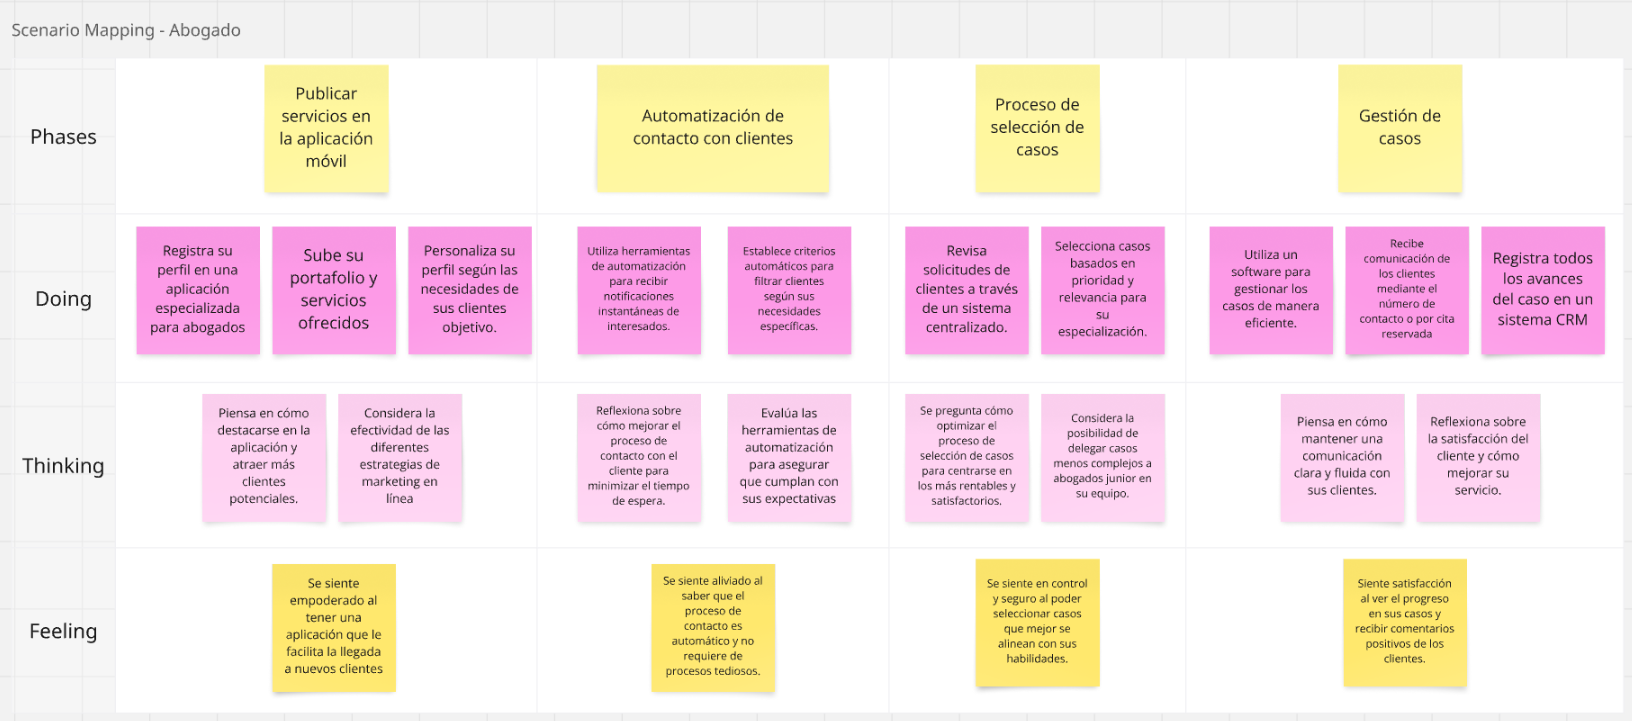 Scenario Mapping - Abogado
Phases
Publicar
servicios en
la aplicación
móvil
Automatización de
contacto con clientes
Proceso de
selección de
casos
Gestión de
casos
Doing
Registra su
perfil en una
aplicación
especializada
para abogados
Sube su
portafolio y
servicios
ofrecidos
Personaliza su
perfil según las
necesidades de
sus clientes
objetivo.
Utiliza herramientas
de automatización
para recibir
notificaciones
instantáneas de
interesados.
Establece criterios
automáticos para
filtrar clientes
según sus
necesidades
específicas.
Revisa
solicitudes de
clientes a través
de un sistema
centralizado.
Selecciona casos
basados en
prioridad y
relevancia para
su
especialización.
Utiliza un
software para
gestionar los
casos de manera
eficiente.
Recibe
comunicación de
los clientes
mediante el
número de
contacto o por cita
reservada
Registra todos
los avances
del caso en un
sistema CRM
Thinking
Piensa en cómo
destacarse en la
aplicación y
atraer más
clientes
potenciales.
Considera la
efectividad de las
diferentes
estrategias de
marketing en
línea
Reflexiona sobre
cómo mejorar el
proceso de
contacto con el
cliente para
minimizar el tiempo
de espera.
Evalúa las
herramientas de
automatización
para asegurar
que cumplan con
sus expectativas
Se pregunta cómo
optimizar el
proceso de
selección de casos
para centrarse en
los más rentables y
satisfactorios.
Considera la
posibilidad de
delegar casos
menos complejos a
abogados junior en
su equipo.
Piensa en cómo
mantener una
comunicación
clara y fluida con
sus clientes.
Reflexiona sobre
la satisfacción del
cliente y cómo
mejorar su
servicio.
Feeling
Se siente
empoderado al
tener una
aplicación que le
facilita la llegada
a nuevos clientes
Se siente aliviado al
saber que el
proceso de
contacto es
automático y no
requiere de
procesos tediosos.
Se siente en control
y seguro al poder
seleccionar casos
que mejor se
alinean con sus
habilidades.
Siente satisfacción
al ver el progreso
en sus casos y
recibir comentarios
positivos de los
clientes.